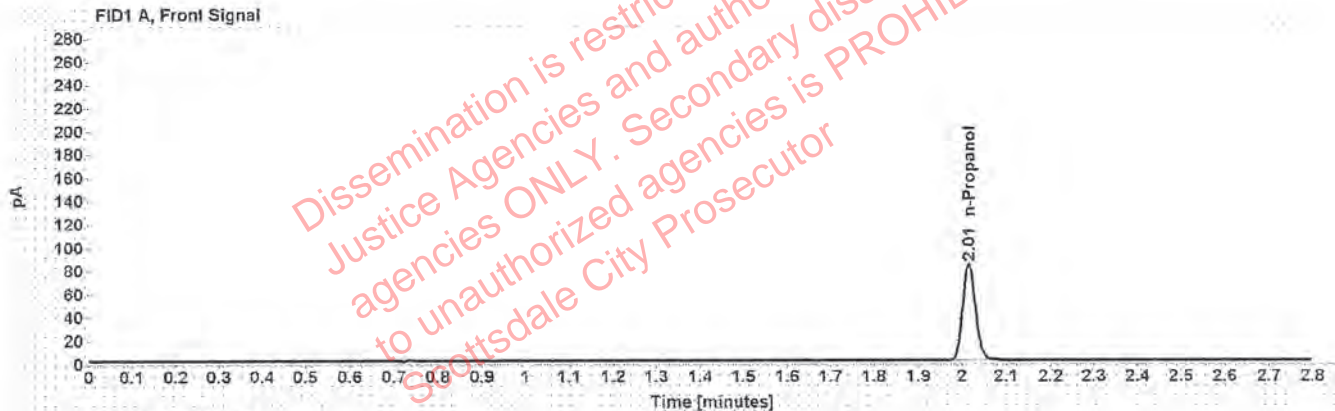 FID1 A, Front Signal
280
260
240
220
200
180
160
140
120
100
80
60
40
20
0
pA
2.01 n-Propanol
0 0.1 0.2 0.3 0.4 0.5 0.6 0.7 0.8 0.9 1 1.1 1.2 1.3 1.4 1.5 1.6 1.7 1.8 1.9 2 2.1 2.2 2.3 2.4 2.5 2.6 2.7 2.8
Time [minutes]
Dissemination is
Justice Agencies and
agencies ONLY. Secondary
to unauthorized agencies is
Scottsdale City Prosecutor